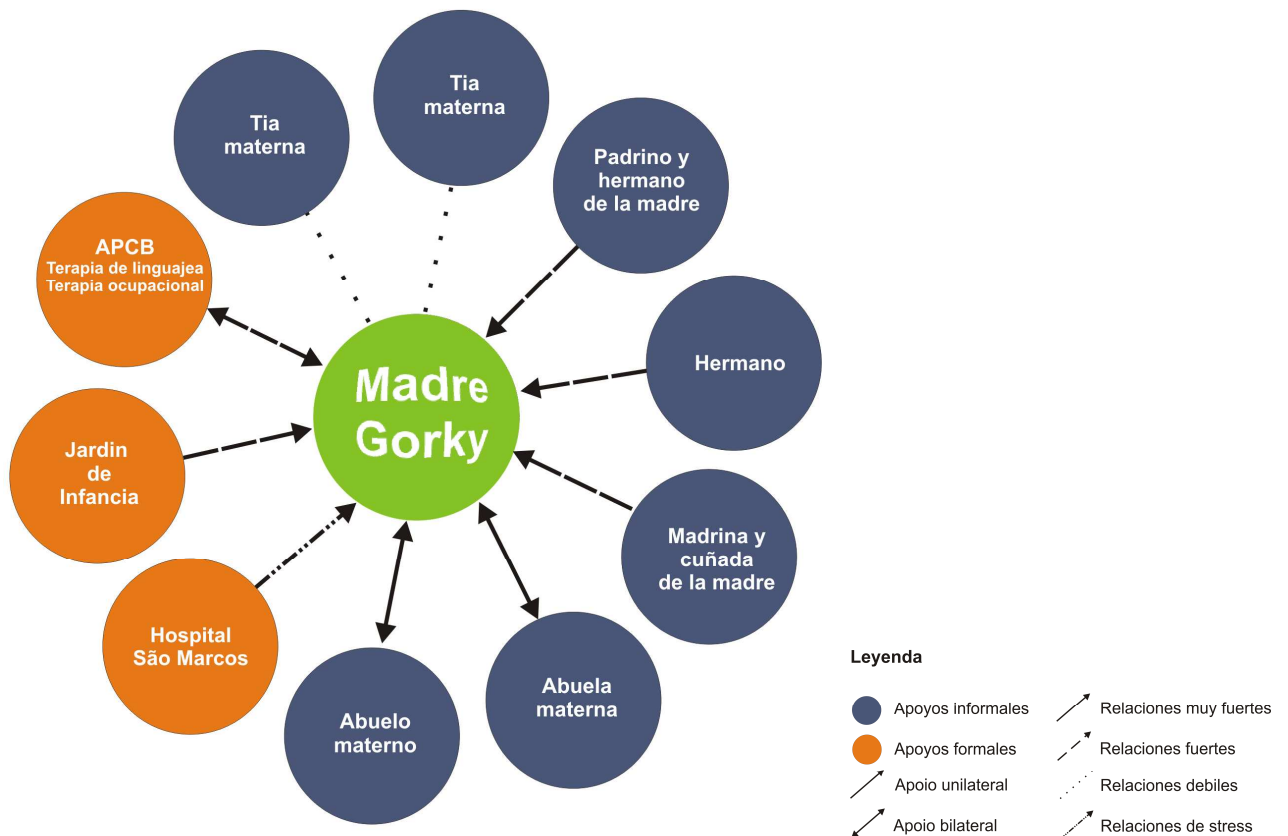 Tia
materna
Tia
materna
Padrino y
hermano
de la madre
APCB
Terapia de linguajea
Terapia ocupacional
Hermano
Madre
Gorky
Jardin
de
Infancia
Madrina y
cuñada
de la madre
Hospital
São Marcos
Abuela
materna
Abuelo
materno
Leyenda
Apoyos informales
Relaciones muy fuertes
Apoyos formales
Relaciones fuertes
Apoio unilateral
Relaciones debiles
Apoio bilateral
Relaciones de stress